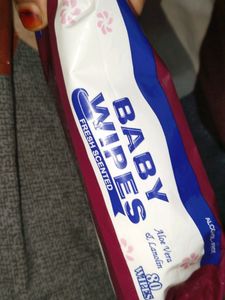 BABY
WIPES
FRESH SCENTED
Aloe Vera
& Lanolin
80
WIPES